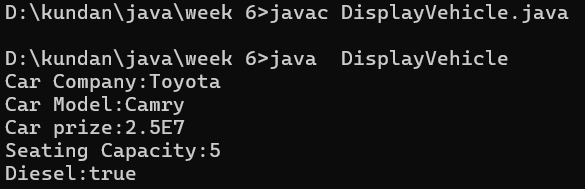 D:\kundan\java\week 6>javac DisplayVehicle.java
D:\kundan\java\week 6>java  DisplayVehicle
Car Company:Toyota
Car Model:Camry
Car prize:2.5E7
Seating Capacity:5
Diesel:true